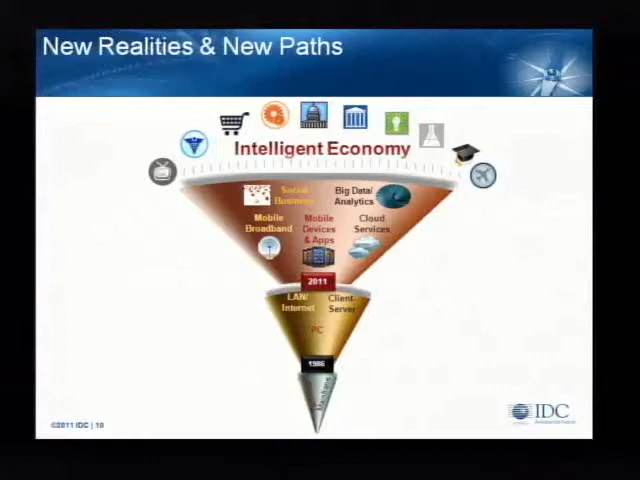 New Realities & New Paths
Intelligent Economy
Social
Business
Big Data/
Analytics
Mobile
Broadband
Mobile
Devices
& Apps
Cloud
Services
2011
LAN/
Internet
Client-
Server
PC
1986
©2011 IDC | 10
IDC